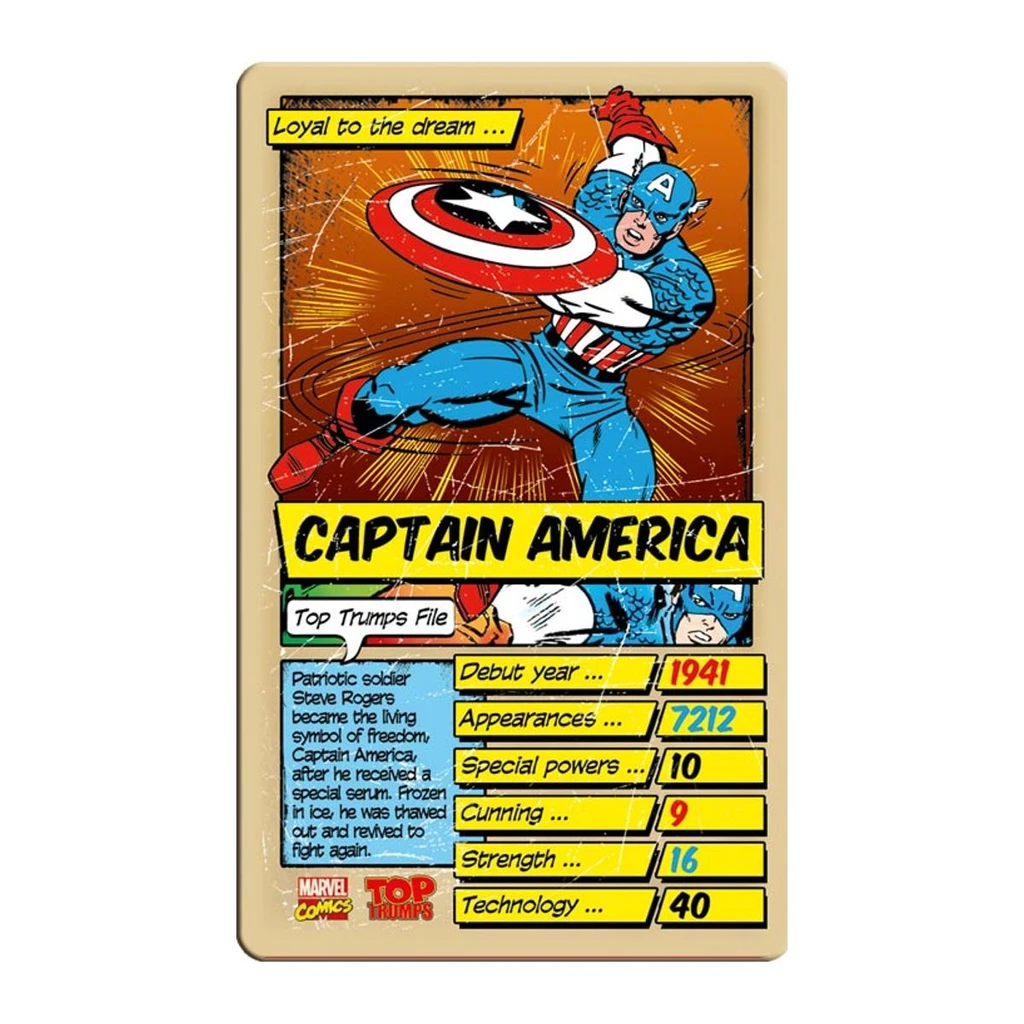 Loyal to the dream ...
A
CAPTAIN AMERICA
Top Trumps File
Patriotic soldier
Steve Rogers
became the living
symbol of freedom,
Captain America,
after he received a
special serum. Frozen
in ice, he was thawed
out and revived to
fight again.
Debut year ... 1941
Appearances ... 7212
Special powers ... 10
Cunning ... 9
Strength ... 16
Technology ... 40
MARVEL
COMICS
TOP
TRUMPS